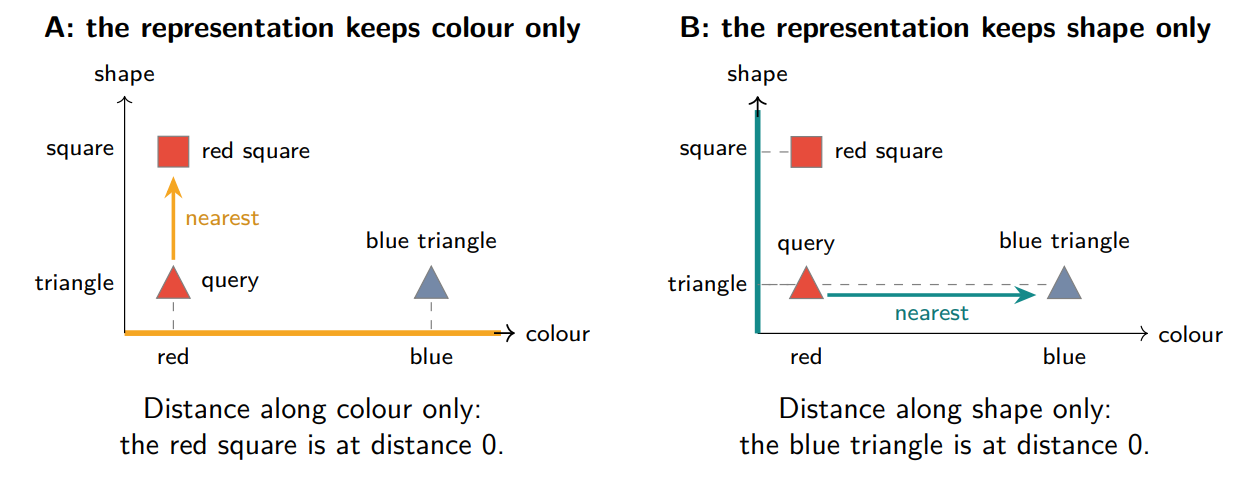 A: the representation keeps colour only
shape
square
red square
nearest
blue triangle
triangle
query
colour
red
blue
Distance along colour only:
the red square is at distance 0.
B: the representation keeps shape only
shape
square
red square
query
blue triangle
triangle
nearest
colour
red
blue
Distance along shape only:
the blue triangle is at distance 0.